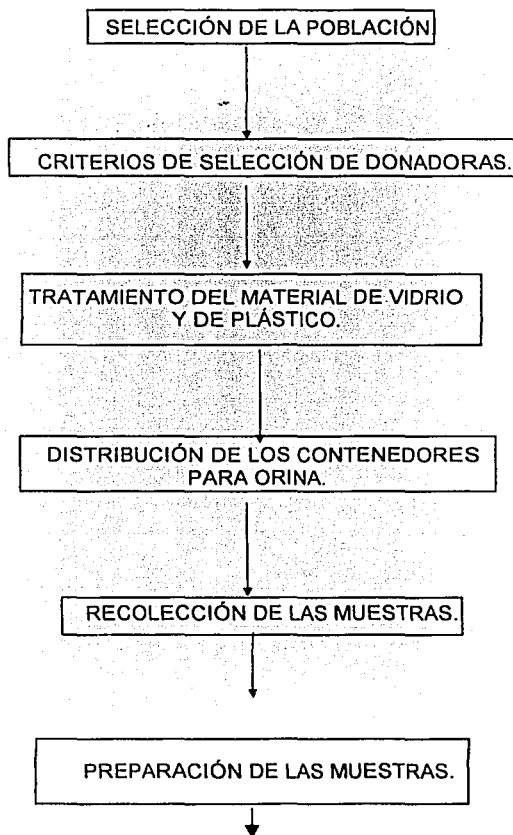 SELECCIÓN DE LA POBLACIÓN.
CRITERIOS DE SELECCIÓN DE DONADORAS.
TRATAMIENTO DEL MATERIAL DE VIDRIO
Y DE PLÁSTICO.
DISTRIBUCIÓN DE LOS CONTENEDORES
PARA ORINA.
RECOLECCIÓN DE LAS MUESTRAS.
PREPARACIÓN DE LAS MUESTRAS.